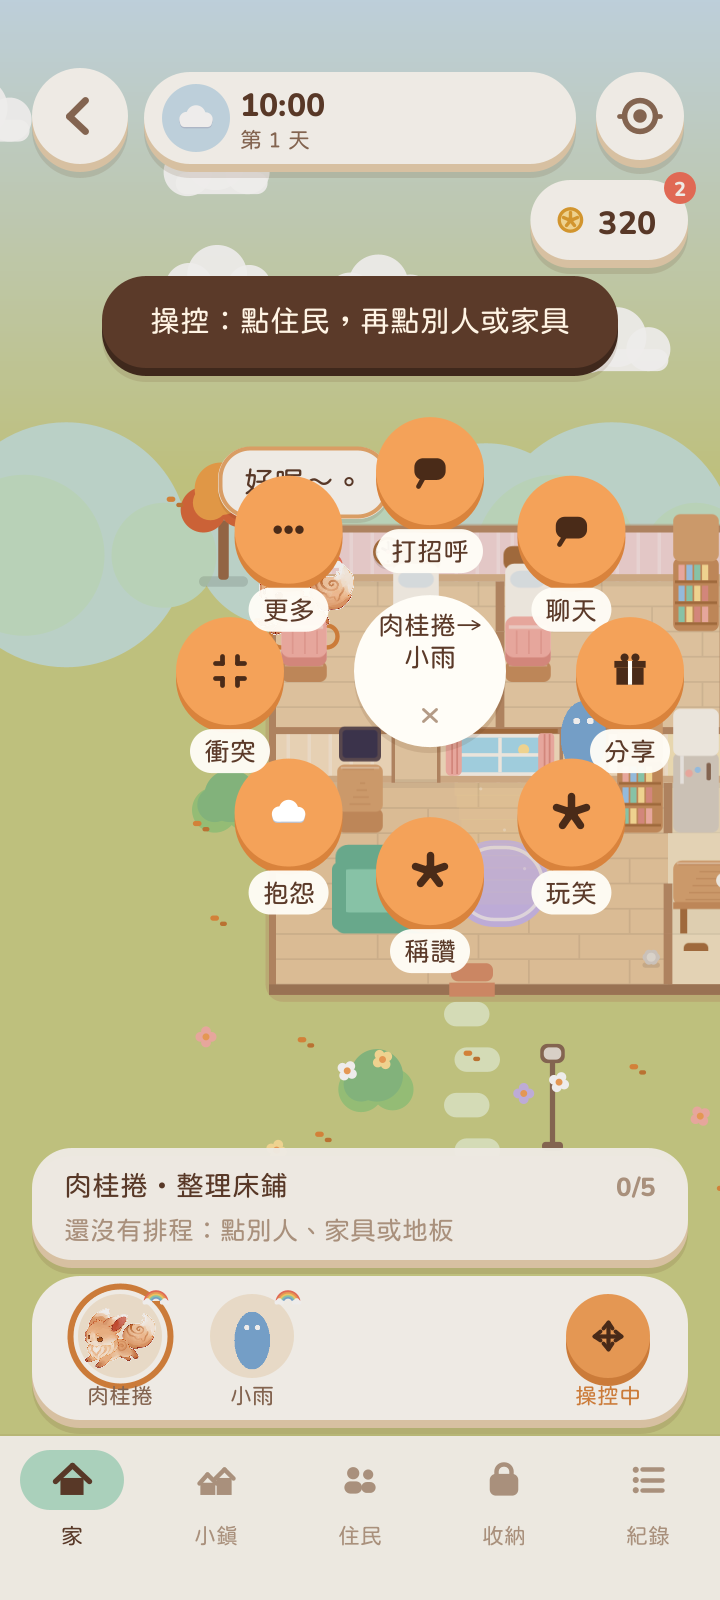 10:00
第 1 天
2
320
操控：點住民，再點別人或家具
好喔～。
打招呼
更多
聊天
肉桂捲→
小雨
衝突
分享
抱怨
玩笑
稱讚
肉桂捲・整理床鋪
0/5
還沒有排程：點別人、家具或地板
肉桂捲
小雨
操控中
家
小鎮
住民
收納
紀錄